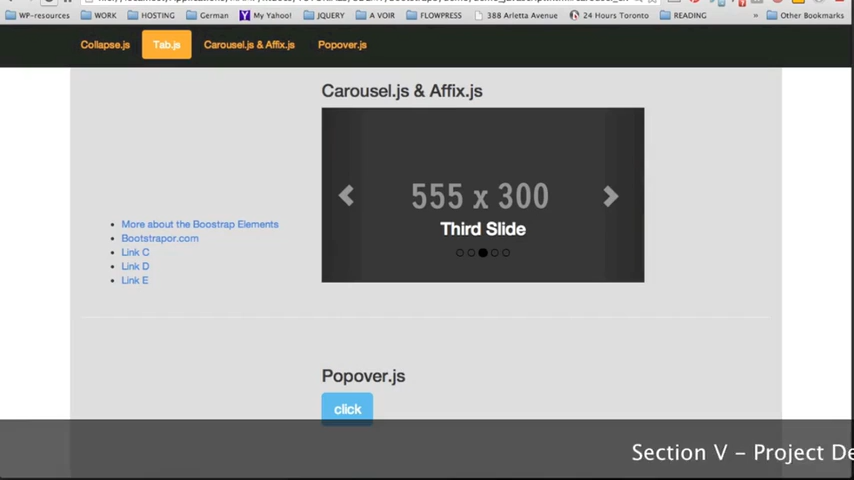 WP-resources WORK HOSTING German My Yahoo! JQUERY A VOIR FLOWPRESS 388 Arletta Avenue 24 Hours Toronto READING » Other Bookmarks
Collapse.js Tab.js Carousel.js & Affix.js Popover.js
Carousel.js & Affix.js
555 x 300
Third Slide
More about the Boostrap Elements
Bootstrapor.com
Link C
Link D
Link E
Popover.js
click
Section V - Project De